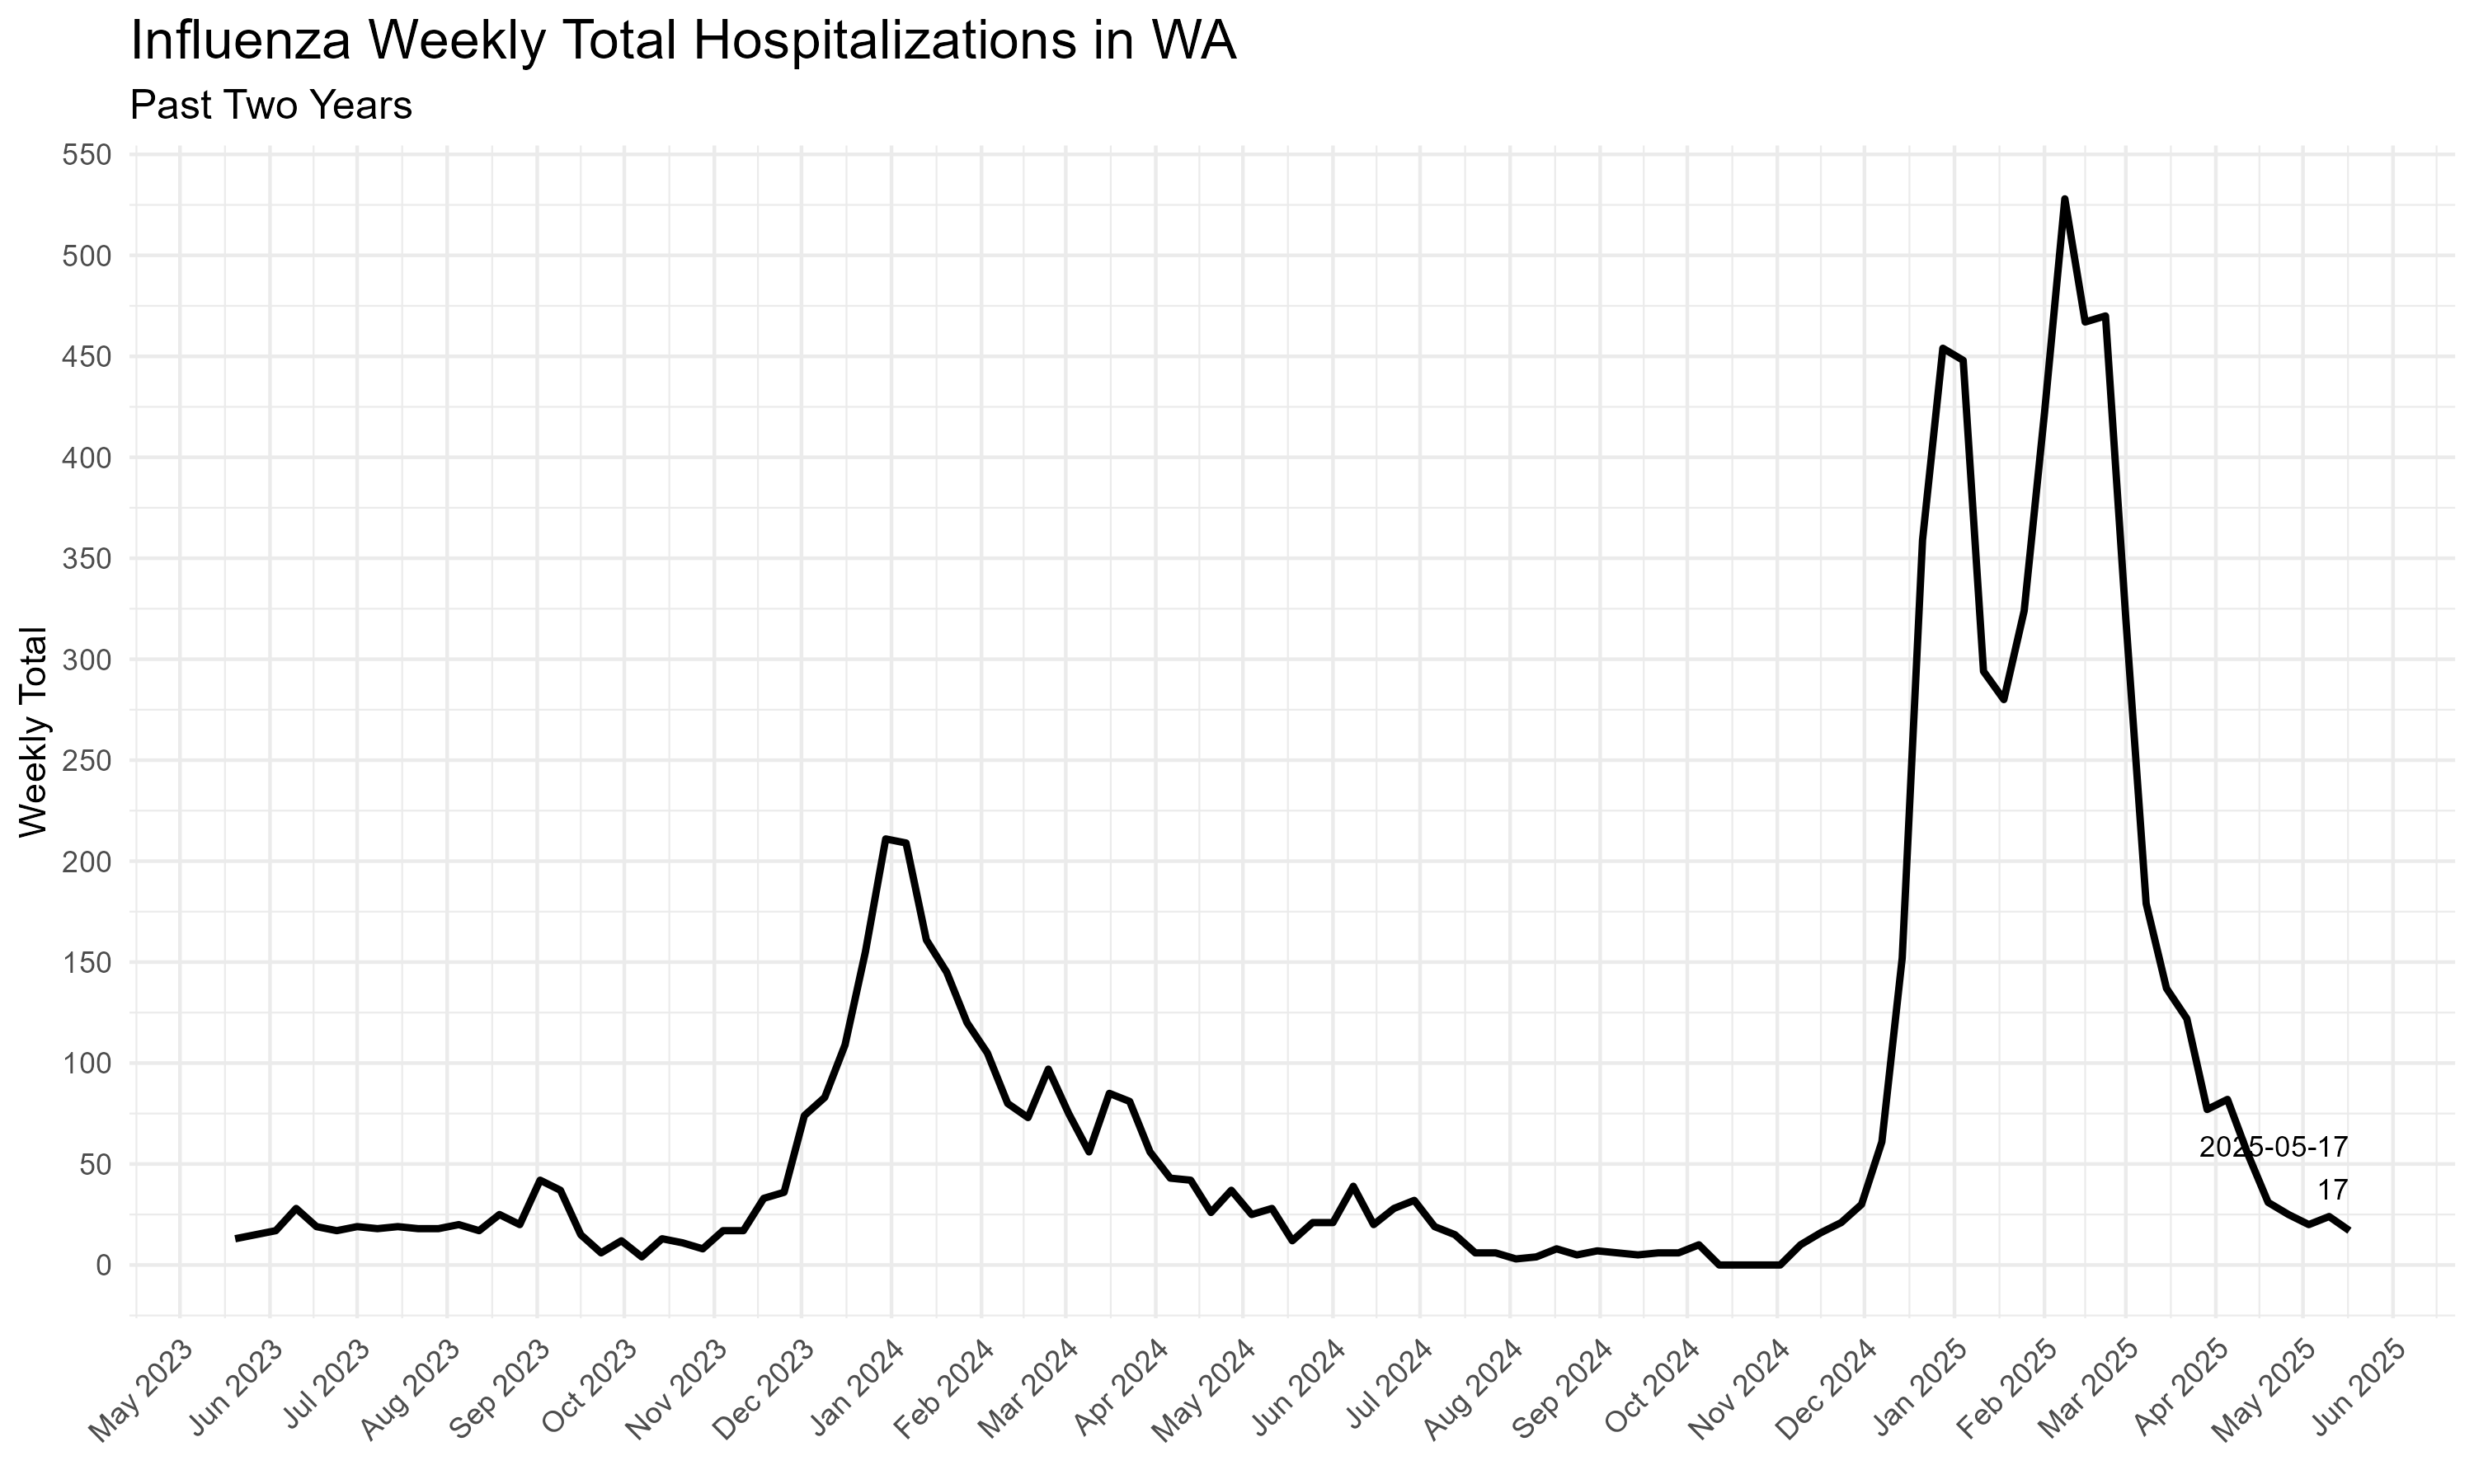 Influenza Weekly Total Hospitalizations in WA
Past Two Years
Weekly Total
550
500
450
400
350
300
250
200
150
100
50
0
2025-05-17
17
May 2023
Jun 2023
Jul 2023
Aug 2023
Sep 2023
Oct 2023
Nov 2023
Dec 2023
Jan 2024
Feb 2024
Mar 2024
Apr 2024
May 2024
Jun 2024
Jul 2024
Aug 2024
Sep 2024
Oct 2024
Nov 2024
Dec 2024
Jan 2025
Feb 2025
Mar 2025
Apr 2025
May 2025
Jun 2025